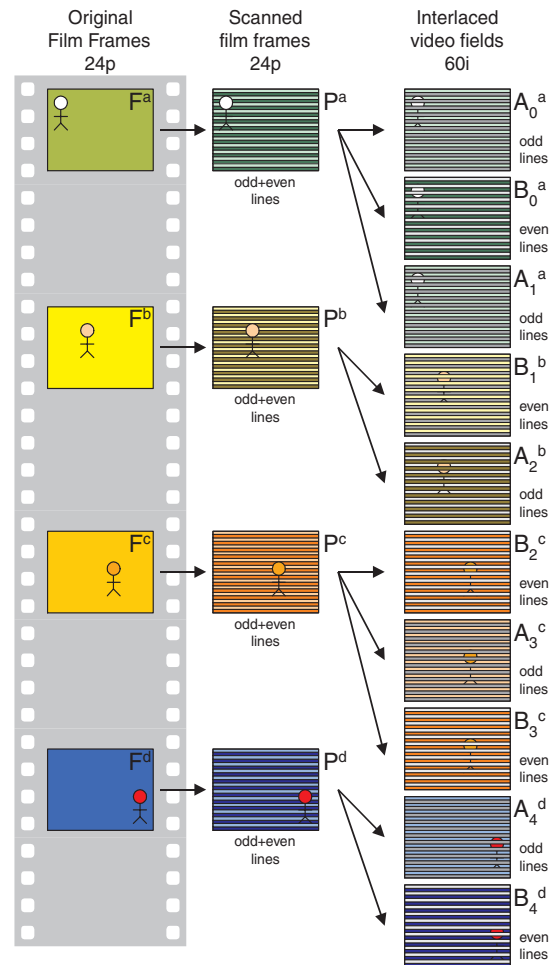 Original
Film Frames
24p
Scanned
film frames
24p
Interlaced
video fields
60i
Fᵃ
Pᵃ
odd+even
lines
A₀ᵃ
odd
lines
B₀ᵃ
even
lines
A₁ᵃ
odd
lines
Fᵇ
Pᵇ
odd+even
lines
B₁ᵇ
even
lines
A₂ᵇ
odd
lines
Fᶜ
Pᶜ
odd+even
lines
B₂ᶜ
even
lines
A₃ᶜ
odd
lines
B₃ᶜ
even
lines
Fᵈ
Pᵈ
odd+even
lines
A₄ᵈ
odd
lines
B₄ᵈ
even
lines